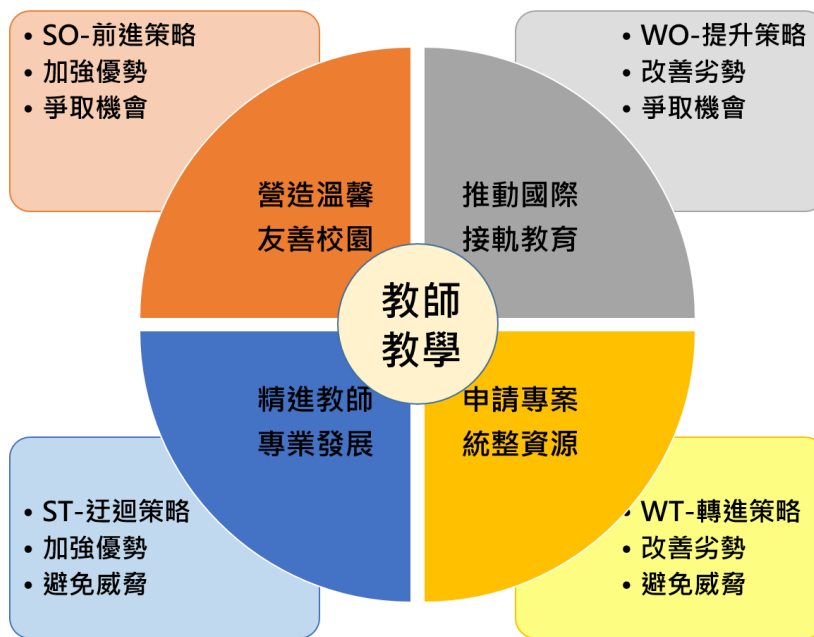 • SO-前進策略
• 加強優勢
• 爭取機會
• WO-提升策略
• 改善劣勢
• 爭取機會
營造溫馨
友善校園
推動國際
接軌教育
教師
教學
精進教師
專業發展
申請專案
統整資源
• ST-迂迴策略
• 加強優勢
• 避免威脅
• WT-轉進策略
• 改善劣勢
• 避免威脅